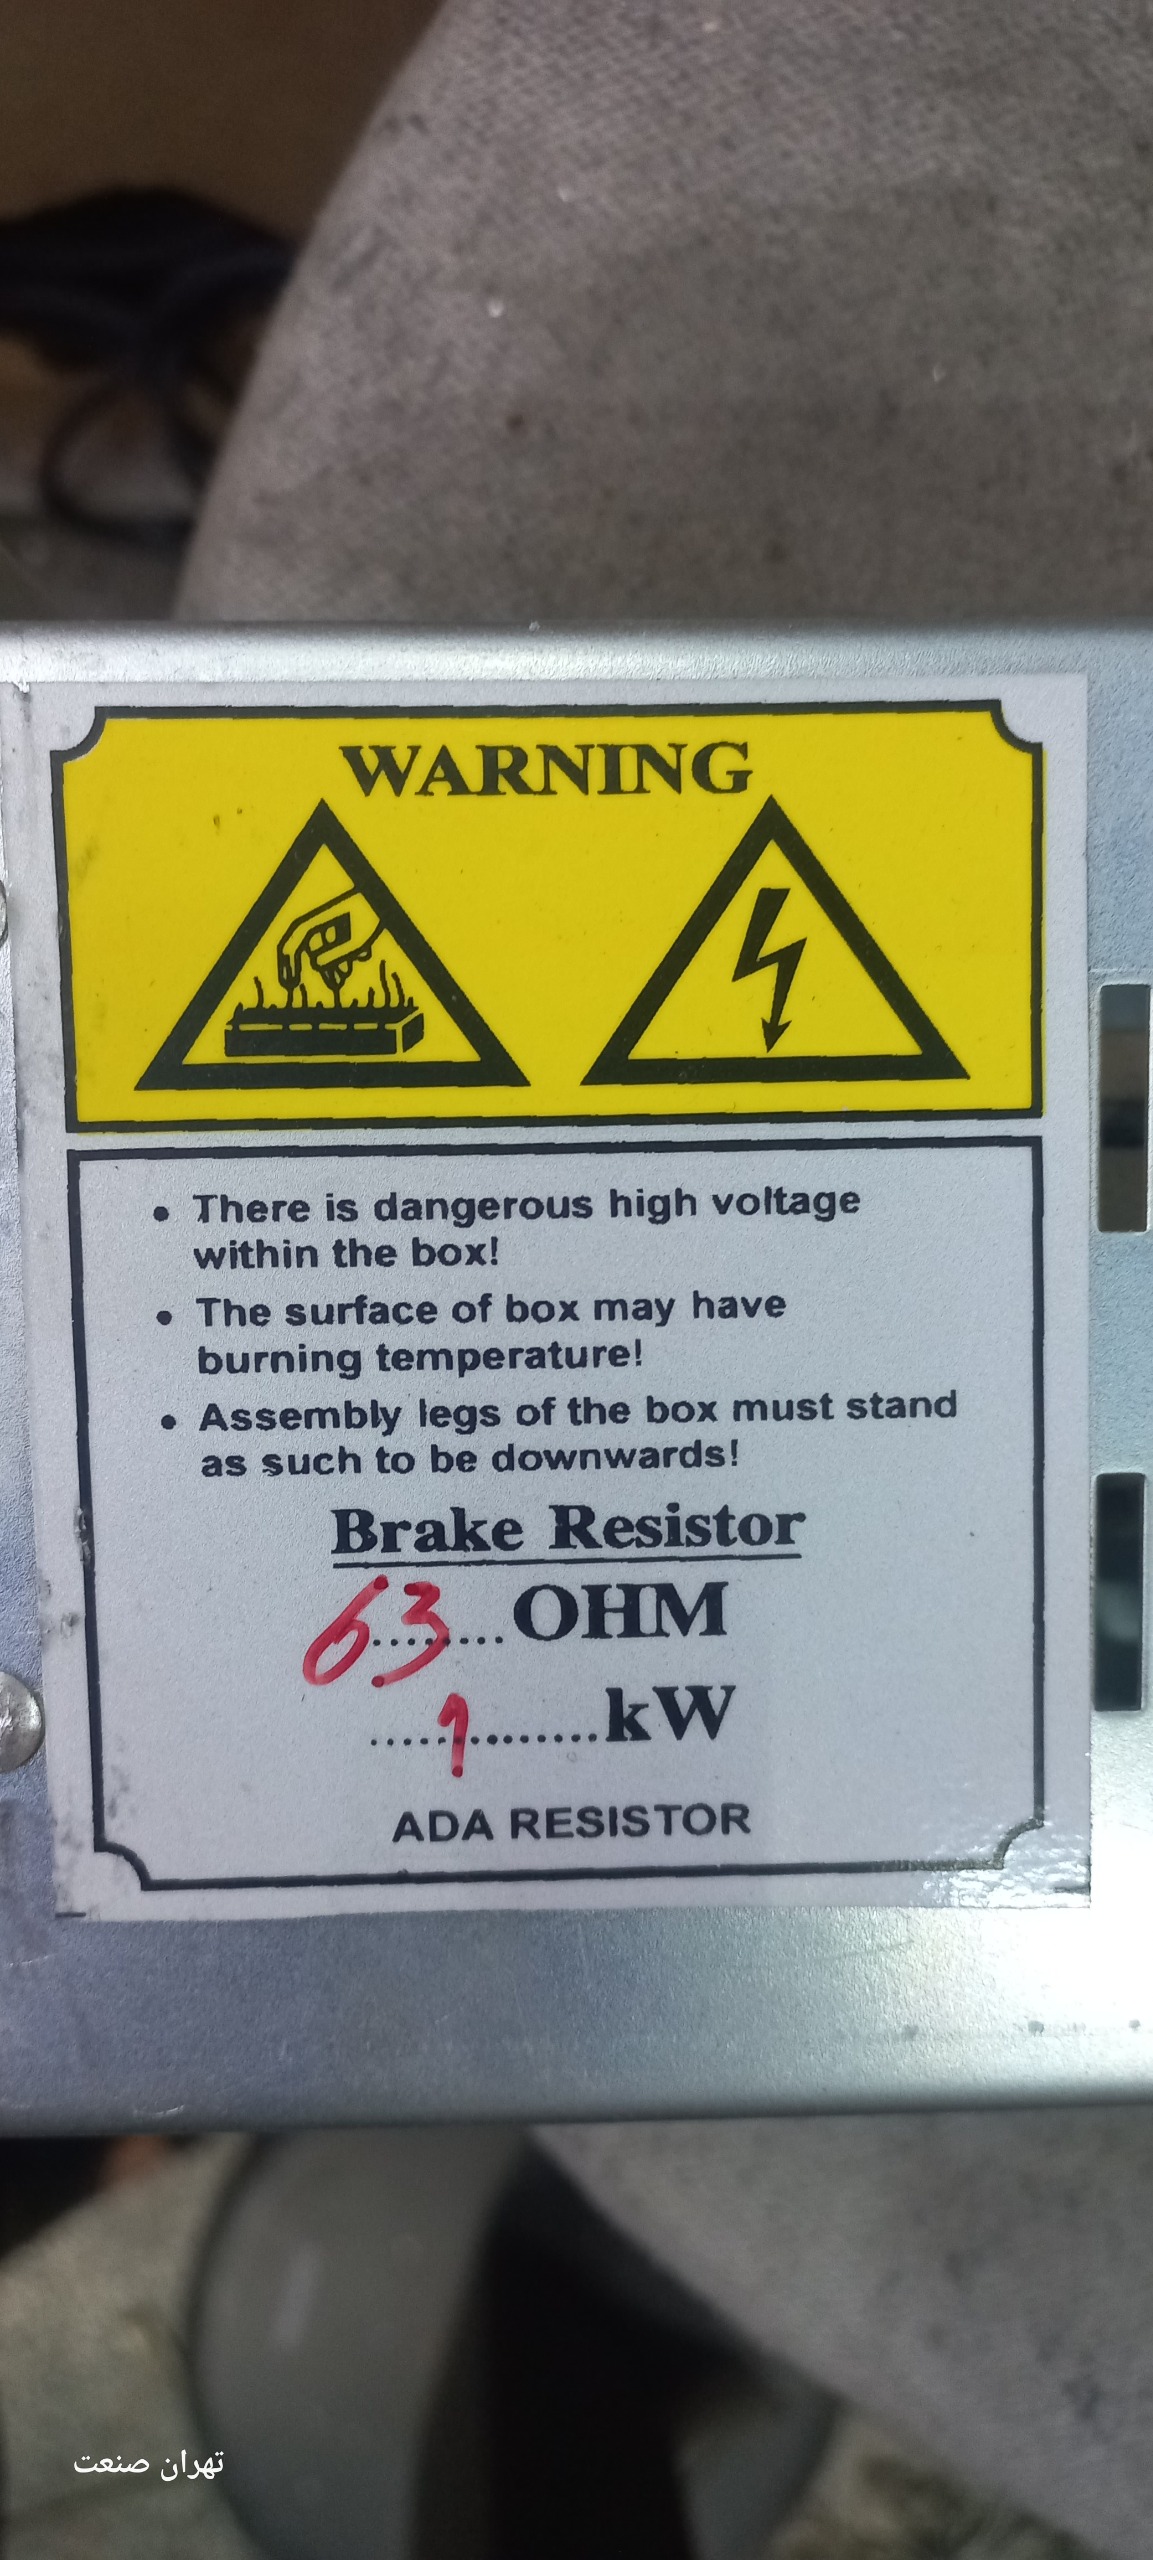 WARNING
• There is dangerous high voltage
within the box!
• The surface of box may have
burning temperature!
• Assembly legs of the box must stand
as such to be downwards!
Brake Resistor
63........OHM
.....1........kW
ADA RESISTOR
تهران صنعت